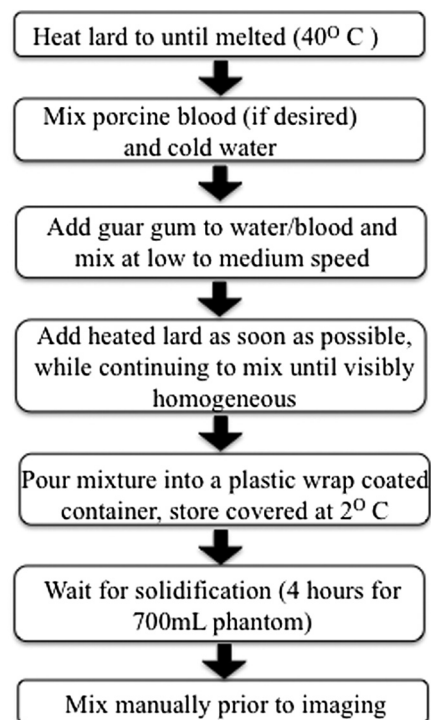 Heat lard to until melted (40⁰ C )
Mix porcine blood (if desired)
and cold water
Add guar gum to water/blood and
mix at low to medium speed
Add heated lard as soon as possible,
while continuing to mix until visibly
homogeneous
Pour mixture into a plastic wrap coated
container, store covered at 2⁰ C
Wait for solidification (4 hours for
700mL phantom)
Mix manually prior to imaging